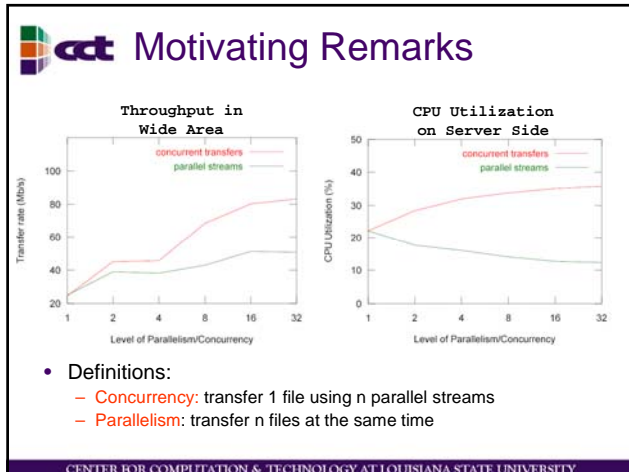 cct Motivating Remarks
Throughput in
Wide Area
concurrent transfers
parallel streams
Transfer rate (Mb/s)
100
80
60
40
20
1 2 4 8 16 32
Level of Parallelism/Concurrency
CPU Utilization
on Server Side
concurrent transfers
parallel streams
CPU Utilization (%)
50
40
30
20
10
0
1 2 4 8 16 32
Level of Parallelism/Concurrency
• Definitions:
– Concurrency: transfer 1 file using n parallel streams
– Parallelism: transfer n files at the same time
CENTER FOR COMPUTATION & TECHNOLOGY AT LOUISIANA STATE UNIVERSITY